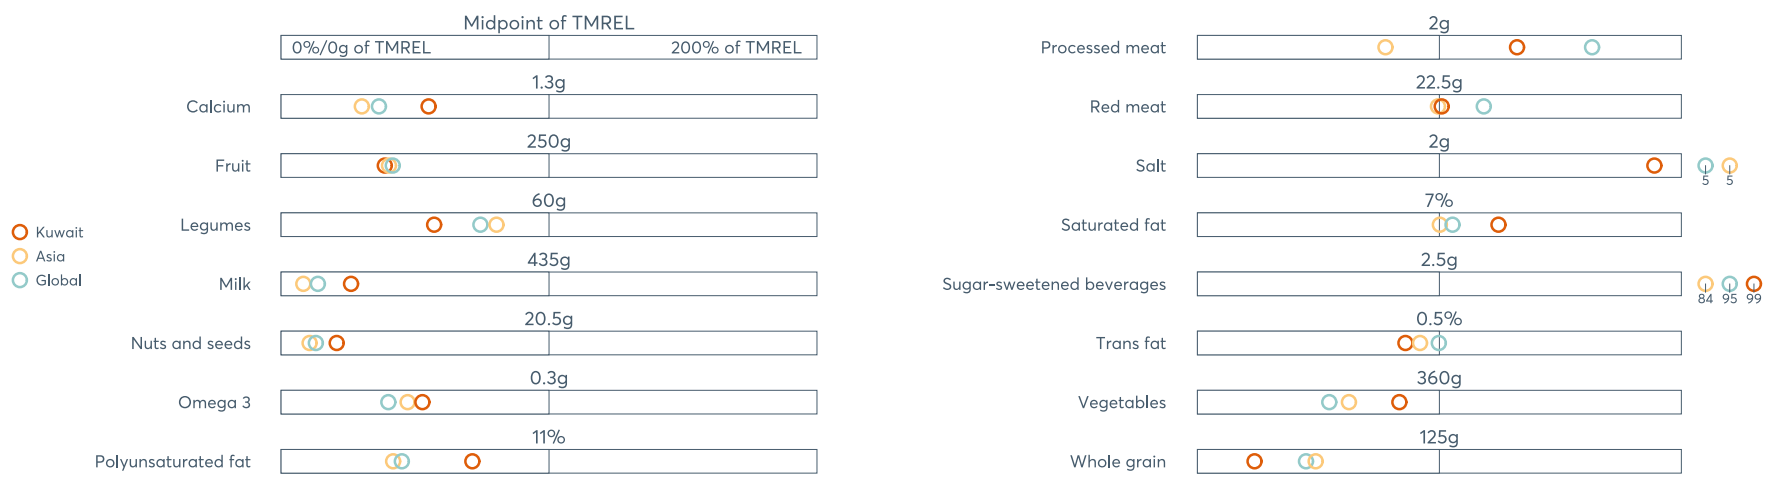 Midpoint of TMREL
0%/0g of TMREL 200% of TMREL
1.3g
Calcium
250g
Fruit
60g
Legumes
435g
Milk
20.5g
Nuts and seeds
0.3g
Omega 3
11%
Polyunsaturated fat
Kuwait
Asia
Global
2g
Processed meat
22.5g
Red meat
2g
Salt
5 5
7%
Saturated fat
2.5g
Sugar-sweetened beverages
84 95 99
0.5%
Trans fat
360g
Vegetables
125g
Whole grain